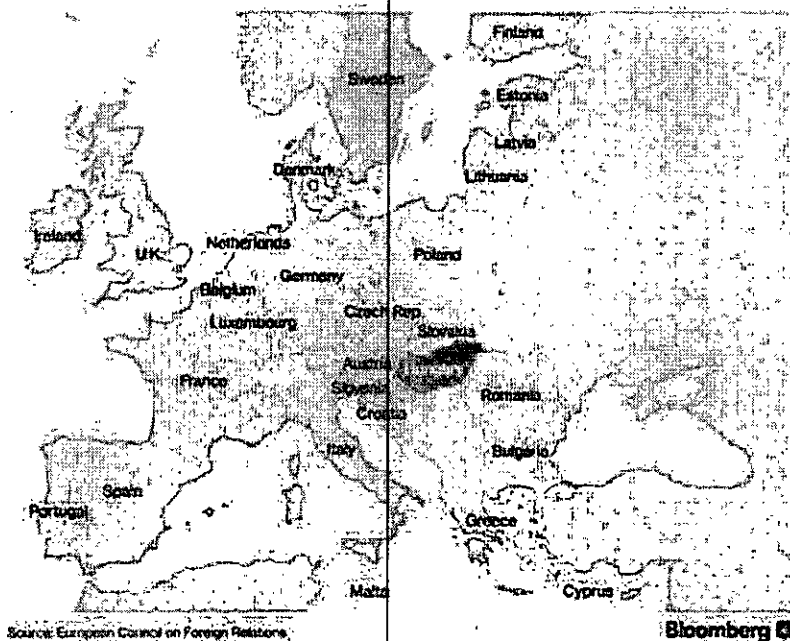 Finland
Sweden
Estonia
Latvia
Denmark
Lithuania
Ireland
U.K.
Netherlands
Poland
Germany
Belgium
Czech Rep.
Luxembourg
Slovakia
Austria
France
Slovenia
Romania
Croatia
Italy
Bulgaria
Spain
Portugal
Greece
Malta
Cyprus
Source: European Council on Foreign Relations
Bloomberg